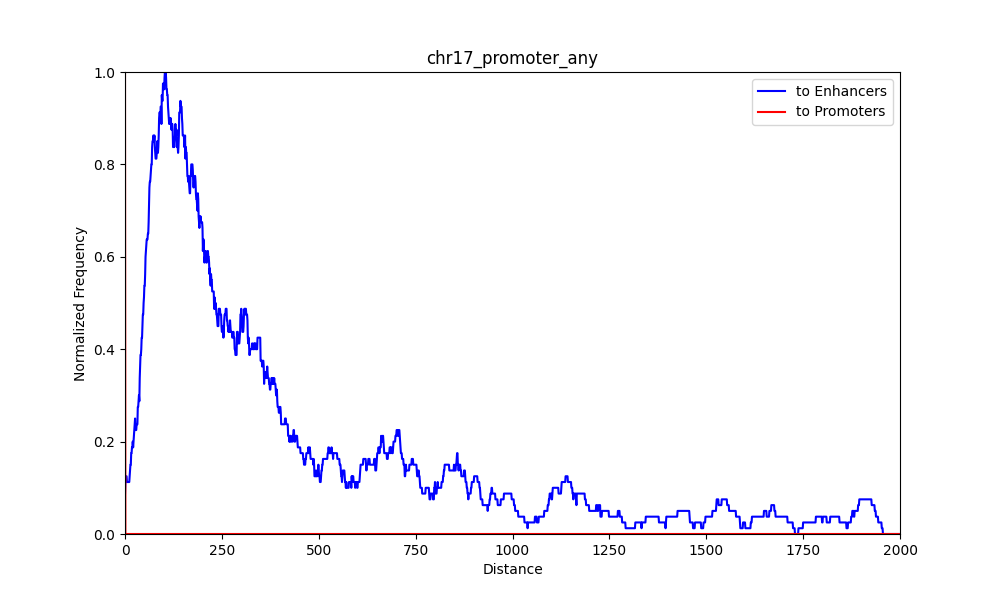 chr17_promoter_any
to Enhancers
to Promoters
Normalized Frequency
1.0
0.8
0.6
0.4
0.2
0.0
0 250 500 750 1000 1250 1500 1750 2000
Distance